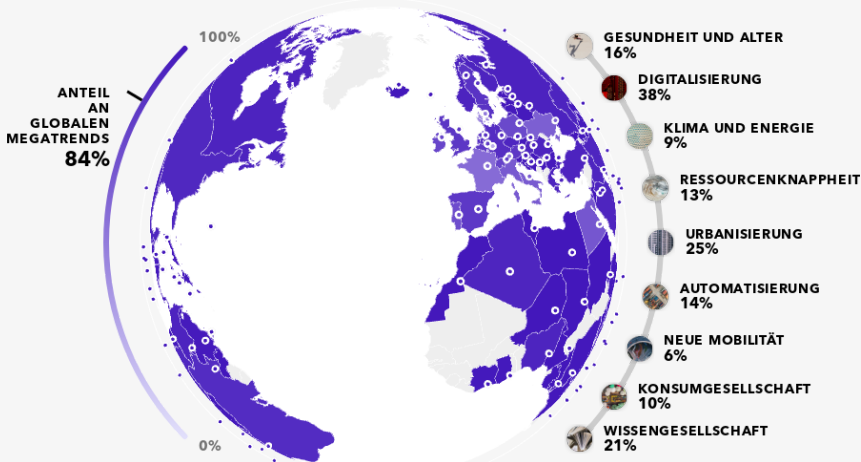 100%
ANTEIL
AN
GLOBALEN
MEGATRENDS
84%
0%
GESUNDHEIT UND ALTER
16%
DIGITALISIERUNG
38%
KLIMA UND ENERGIE
9%
RESSOURCENKNAPPHEIT
13%
URBANISIERUNG
25%
AUTOMATISIERUNG
14%
NEUE MOBILITÄT
6%
KONSUMGESELLSCHAFT
10%
WISSENGESELLSCHAFT
21%